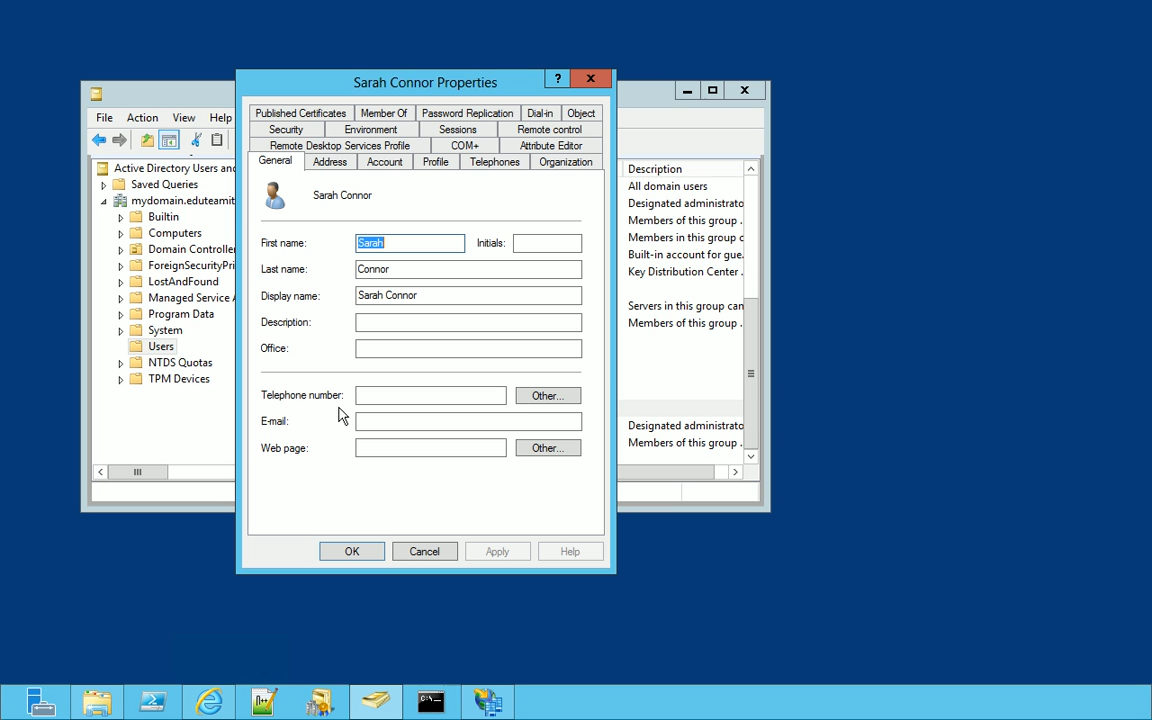 Sarah Connor Properties
?
File Action View Help
Active Directory Users and
Saved Queries
mydomain.eduteamit
Builtin
Computers
Domain Controlle
ForeignSecurityPri
LostAndFound
Managed Service A
Program Data
System
Users
NTDS Quotas
TPM Devices
Published Certificates Member Of Password Replication Dial-in Object
Security Environment Sessions Remote control
Remote Desktop Services Profile COM+ Attribute Editor
General Address Account Profile Telephones Organization
Sarah Connor
First name: Sarah Initials:
Last name: Connor
Display name: Sarah Connor
Description:
Office:
Telephone number: Other...
E-mail:
Web page: Other...
OK Cancel Apply Help
Description
All domain users
Designated administrato
Members of this group .
Members in this group c
Built-in account for gue.
Key Distribution Center .
Servers in this group can
Members of this group .
Designated administrato
Members of this group .
C:\